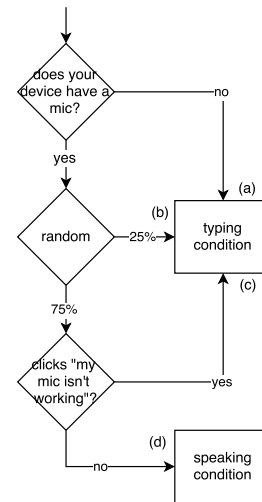 does your
device have a
mic?
no
yes
(a)
(b)
typing
condition
random
25%
(c)
75%
clicks "my
mic isn't
working"?
yes
(d)
no
speaking
condition